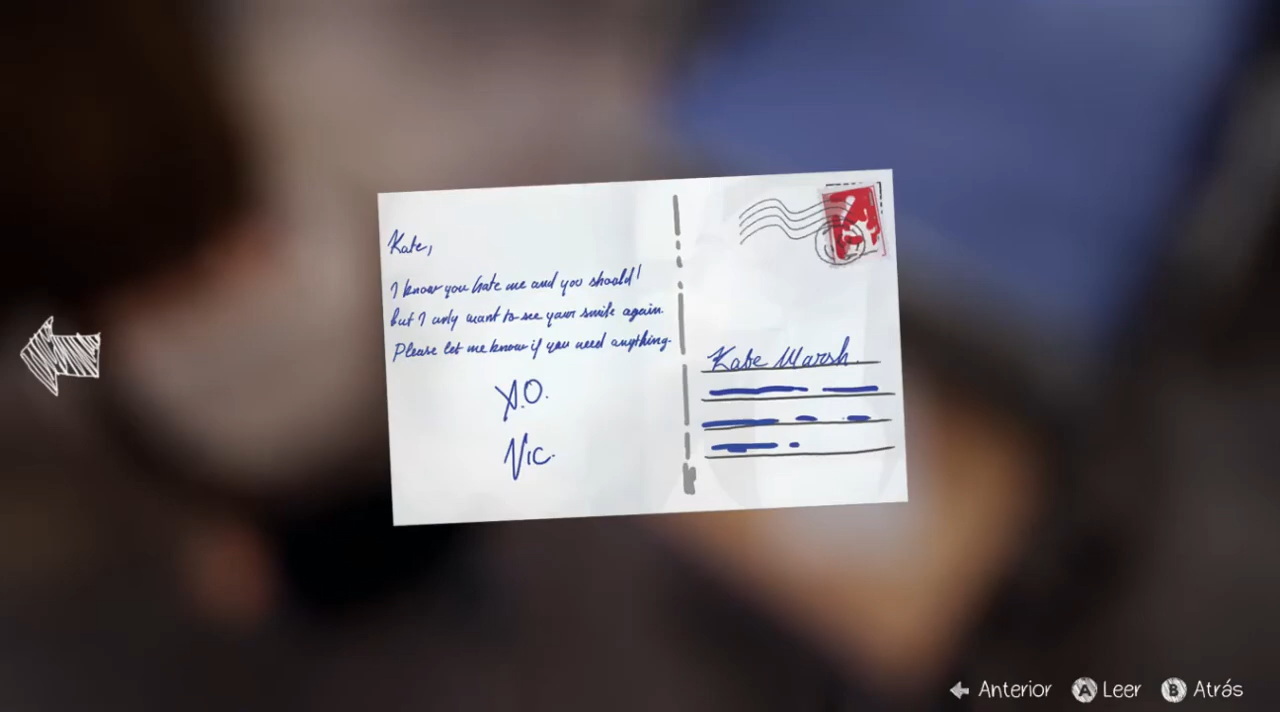 Kate,
I know you hate me and you should!
but I only want to see your smile again.
Please let me know if you need anything.
X.O.
Vic.
Kate Marsh
Anterior
A Leer
B Atrás